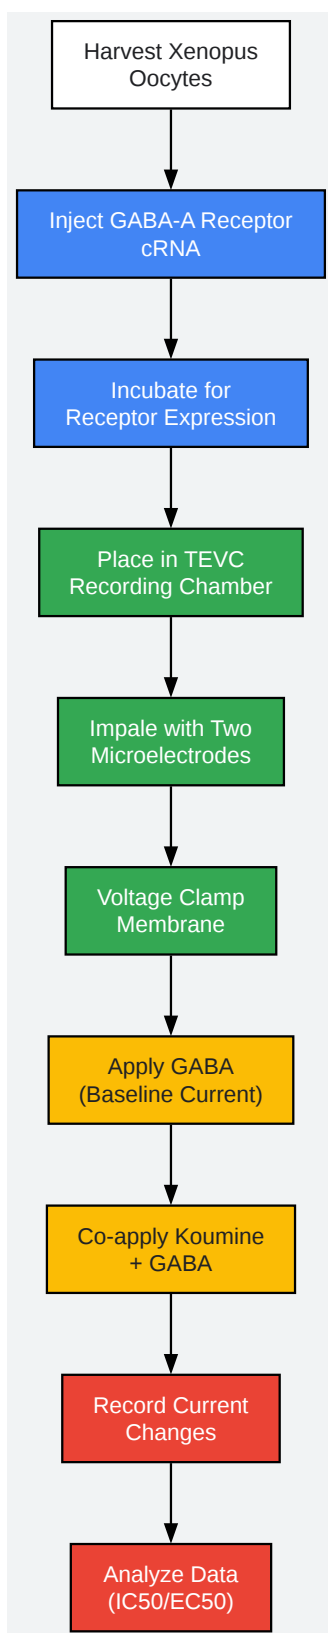 Harvest Xenopus
Oocytes
Inject GABA-A Receptor
cRNA
Incubate for
Receptor Expression
Place in TEVC
Recording Chamber
Impale with Two
Microelectrodes
Voltage Clamp
Membrane
Apply GABA
(Baseline Current)
Co-apply Koumine
+ GABA
Record Current
Changes
Analyze Data
(IC50/EC50)